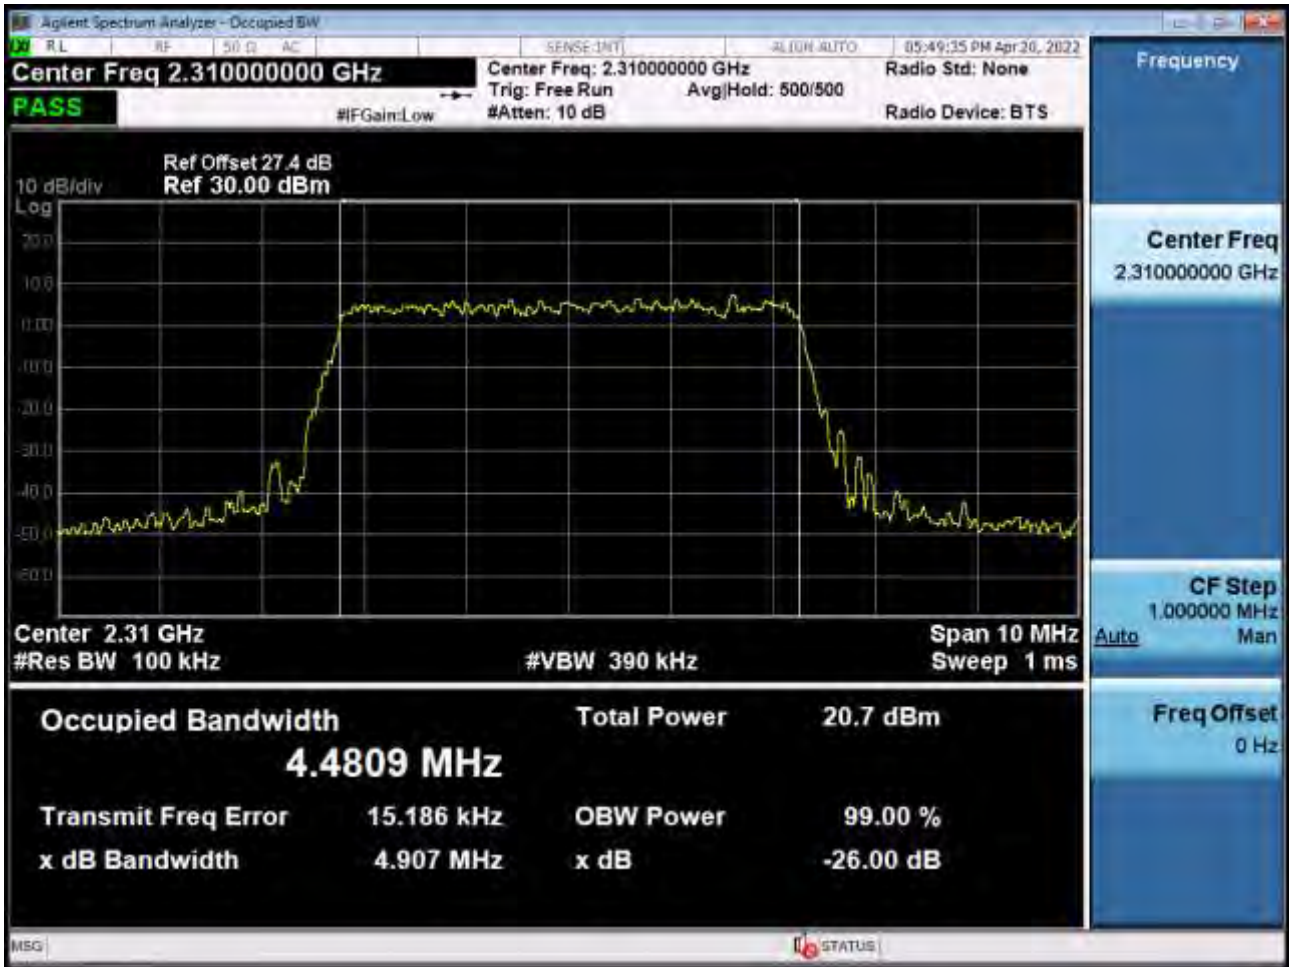 Agilent Spectrum Analyzer - Occupied BW
RL RF 50 Ω AC SENSE:INT ALIGN AUTO 05:49:35 PM Apr 20, 2022
Center Freq 2.310000000 GHz
Center Freq: 2.310000000 GHz Radio Std: None
Trig: Free Run Avg|Hold: 500/500
PASS
#IFGain:Low #Atten: 10 dB Radio Device: BTS
Ref Offset 27.4 dB
10 dB/div Ref 30.00 dBm
Log
20.0
10.0
0.00
-10.0
-20.0
-30.0
-40.0
-50.0
-60.0
Center 2.31 GHz Span 10 MHz
#Res BW 100 kHz #VBW 390 kHz Sweep 1 ms
Occupied Bandwidth Total Power 20.7 dBm
4.4809 MHz
Transmit Freq Error 15.186 kHz OBW Power 99.00 %
x dB Bandwidth 4.907 MHz x dB -26.00 dB
MSG STATUS
Frequency
Center Freq
2.310000000 GHz
CF Step
1.000000 MHz
Auto Man
Freq Offset
0 Hz